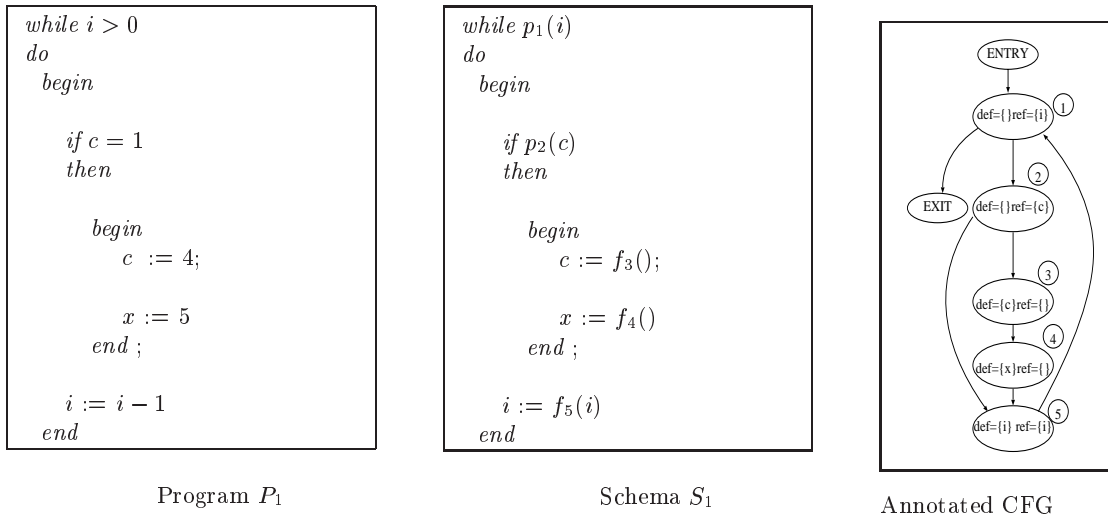 while i > 0
do
begin
if c = 1
then
begin
c := 4;
x := 5
end ;
i := i − 1
end
Program P₁
while p₁(i)
do
begin
if p₂(c)
then
begin
c := f₃();
x := f₄()
end ;
i := f₅(i)
end
Schema S₁
ENTRY
def={}ref={i}
1
2
EXIT
def={}ref={c}
3
def={c}ref={}
4
def={x}ref={}
5
def={i} ref={i}
Annotated CFG